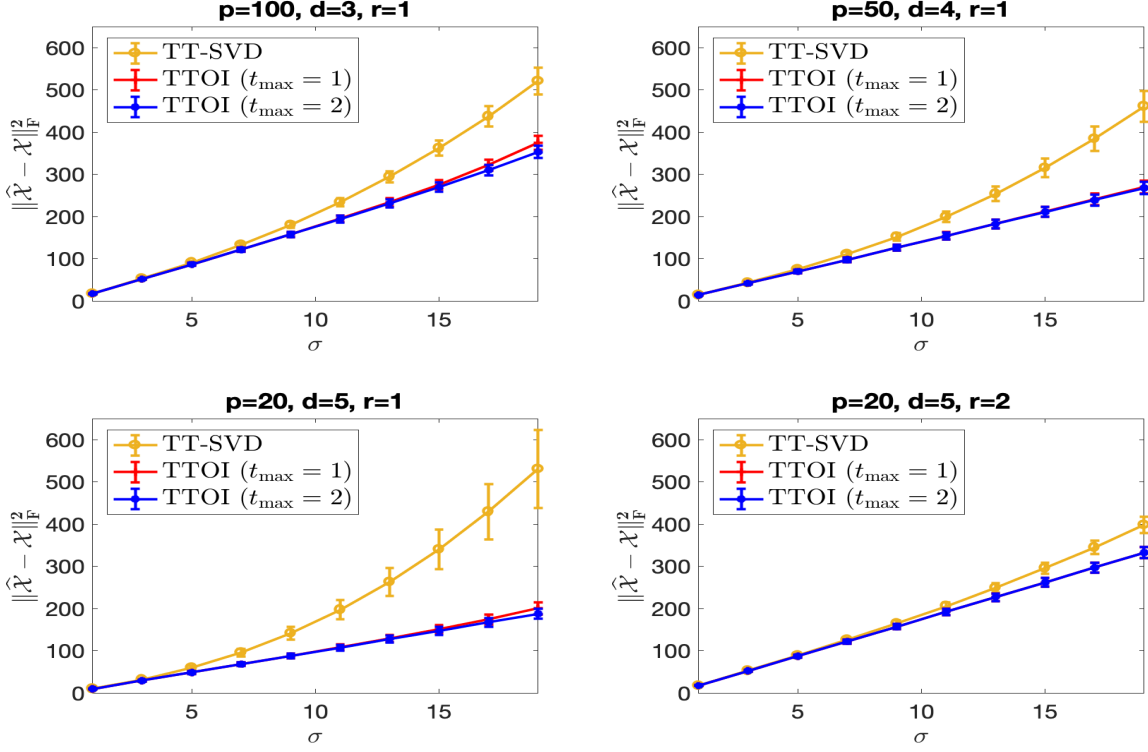 p=100, d=3, r=1
600
500
400
300
200
100
0
TT-SVD
TTOI (t_max = 1)
TTOI (t_max = 2)
‖𝒳̂ − 𝒳‖²_F
5 10 15
σ
p=50, d=4, r=1
600
500
400
300
200
100
0
TT-SVD
TTOI (t_max = 1)
TTOI (t_max = 2)
‖𝒳̂ − 𝒳‖²_F
5 10 15
σ
p=20, d=5, r=1
600
500
400
300
200
100
0
TT-SVD
TTOI (t_max = 1)
TTOI (t_max = 2)
‖𝒳̂ − 𝒳‖²_F
5 10 15
σ
p=20, d=5, r=2
600
500
400
300
200
100
0
TT-SVD
TTOI (t_max = 1)
TTOI (t_max = 2)
‖𝒳̂ − 𝒳‖²_F
5 10 15
σ